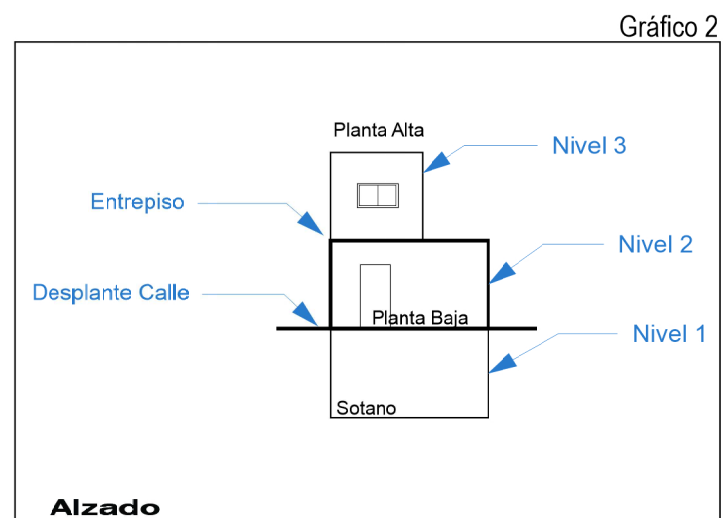 Gráfico 2
Planta Alta
Nivel 3
Entrepiso
Nivel 2
Desplante Calle
Planta Baja
Nivel 1
Sotano
Alzado